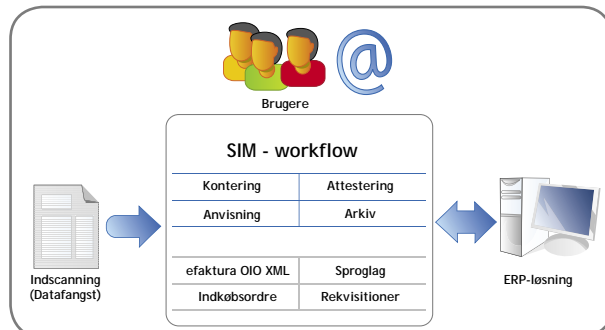 @
Brugere
SIM - workflow
Kontering Attestering
Anvisning Arkiv
efaktura OIO XML Sproglag
Indkøbsordre Rekvisitioner
Indscanning
(Datafangst)
ERP-løsning